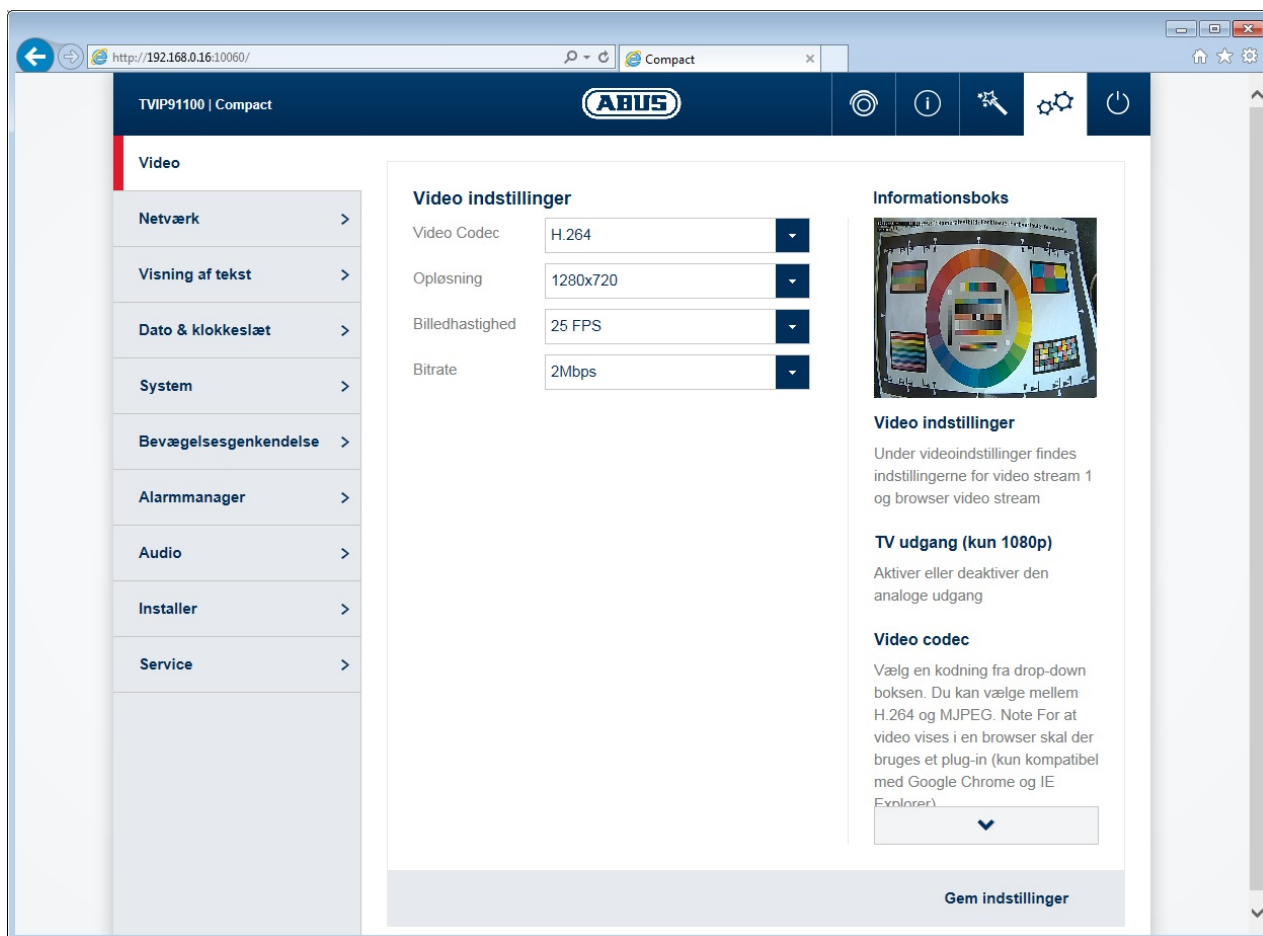 http://192.168.0.16:10060/
Compact
TVIP91100 | Compact
ABUS
Video
Netværk
Visning af tekst
Dato & klokkeslæt
System
Bevægelsesgenkendelse
Alarmmanager
Audio
Installer
Service
Video indstillinger
Video Codec
H.264
Opløsning
1280x720
Billedhastighed
25 FPS
Bitrate
2Mbps
Informationsboks
Video indstillinger
Under videoindstillinger findes
indstillingerne for video stream 1
og browser video stream
TV udgang (kun 1080p)
Aktiver eller deaktiver den
analoge udgang
Video codec
Vælg en kodning fra drop-down
boksen. Du kan vælge mellem
H.264 og MJPEG. Note For at
video vises i en browser skal der
bruges et plug-in (kun kompatibel
med Google Chrome og IE
Explorer)
Gem indstillinger